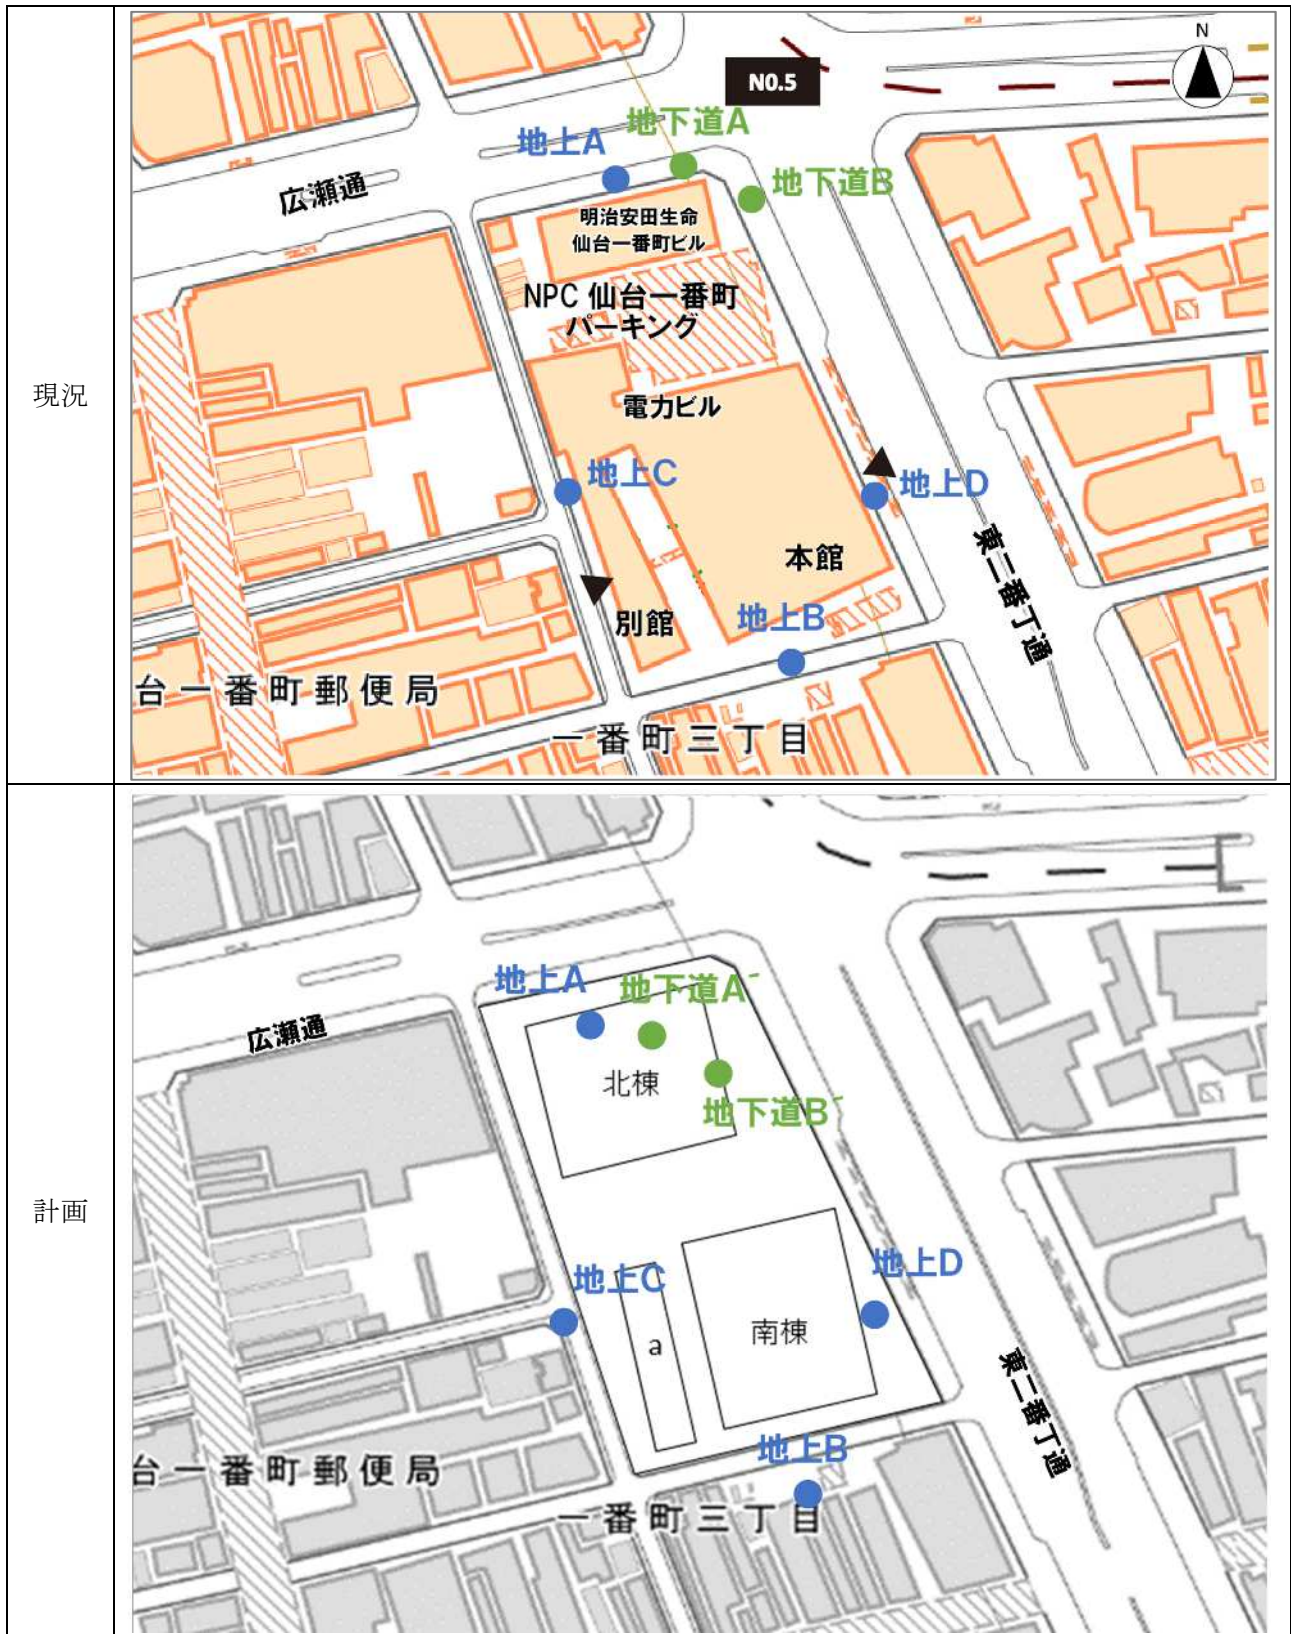 現況
N0.5
N
地下道A
地上A
地下道B
広瀬通
明治安田生命
仙台一番町ビル
NPC 仙台一番町
パーキング
電力ビル
地上C
地上D
本館
東二番丁通
別館
地上B
台一番町郵便局
一番町三丁目
計画
地上A
地下道A´
広瀬通
北棟
地下道B´
地上C
地上D
南棟
a
東二番丁通
地上B
台一番町郵便局
一番町三丁目